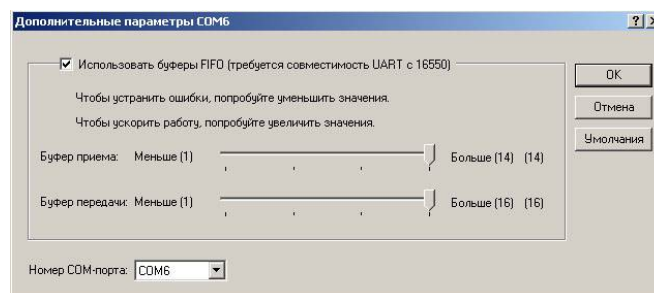 Дополнительные параметры COM6
Использовать буферы FIFO (требуется совместимость UART с 16550)
OK
Чтобы устранить ошибки, попробуйте уменьшить значения.
Отмена
Чтобы ускорить работу, попробуйте увеличить значения.
Умолчания
Буфер приема: Меньше (1) Больше (14) (14)
Буфер передачи: Меньше (1) Больше (16) (16)
Номер COM-порта: COM6